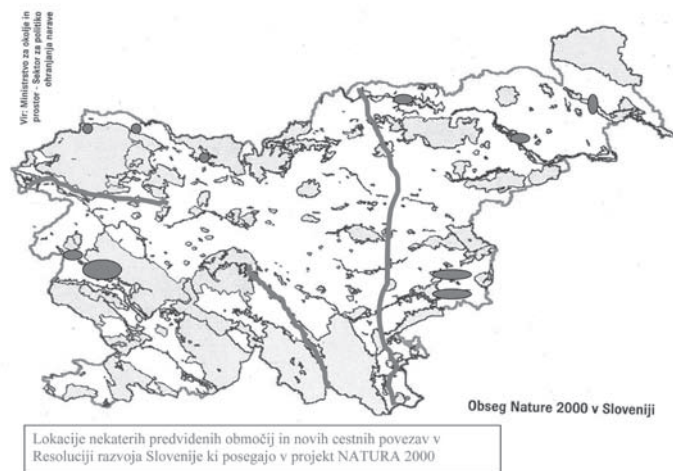 Vir: Ministrstvo za okolje in
prostor - Sektor za politiko
ohranjanja narave
Obseg Nature 2000 v Sloveniji
Lokacije nekaterih predvidenih območij in novih cestnih povezav v
Resoluciji razvoja Slovenije ki posegajo v projekt NATURA 2000